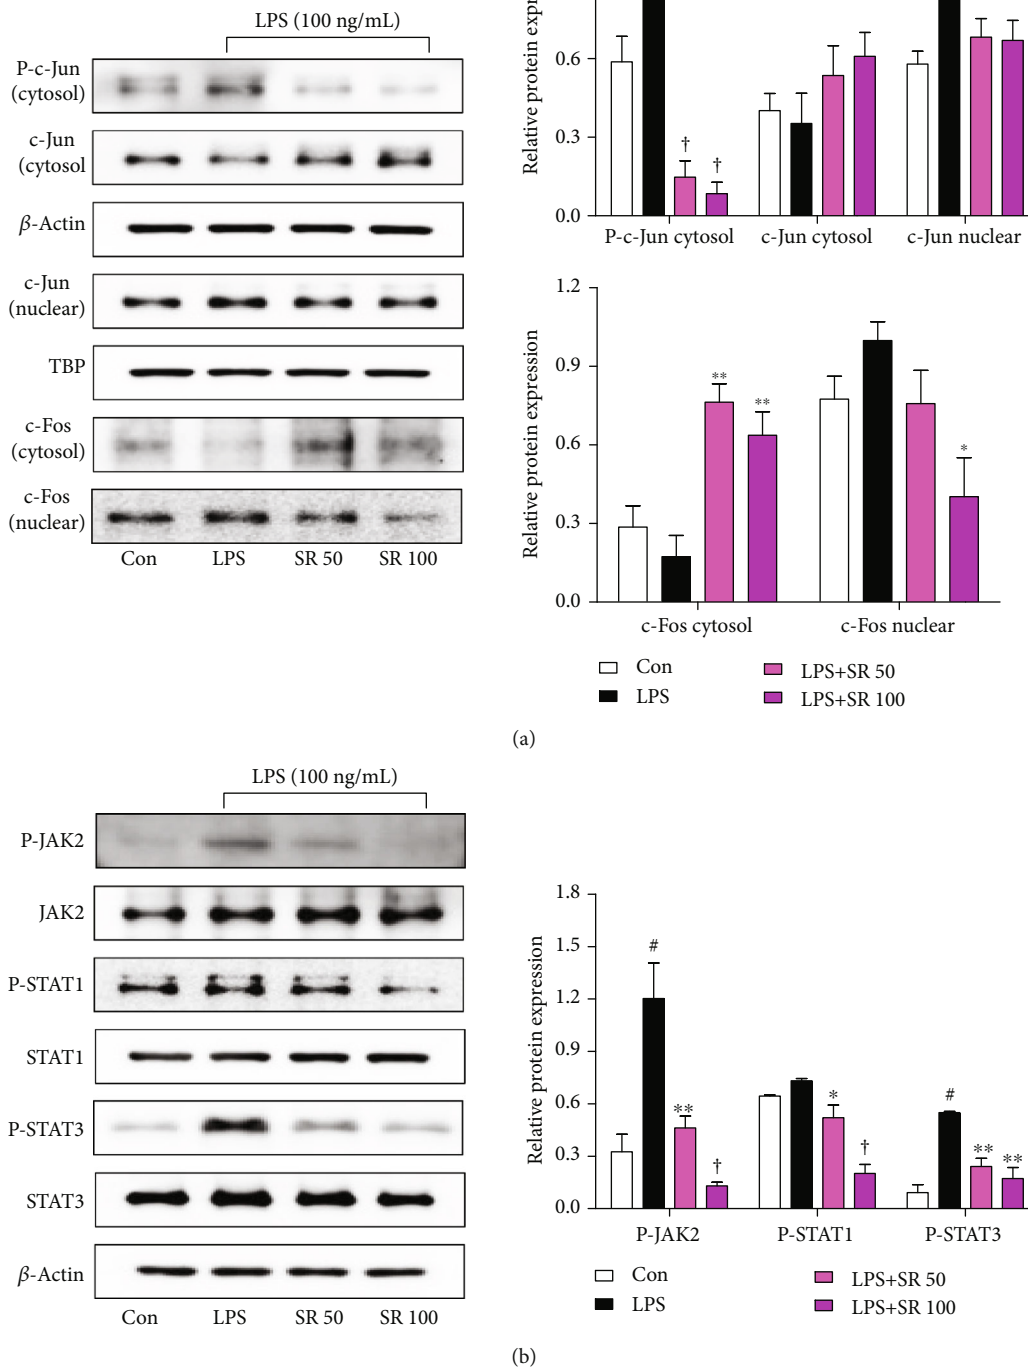 LPS (100 ng/mL)
P-c-Jun
(cytosol)
c-Jun
(cytosol
β-Actin
c-Jun
(nuclear)
TBP
c-Fos
(cytosol)
c-Fos
(nuclear)
Con LPS SR 50 SR 100
Relative protein expre
0.6
0.3
0.0
† †
P-c-Jun cytosol c-Jun cytosol c-Jun nuclear
Relative protein expression
1.2
0.9
0.6
0.3
0.0
** ** *
c-Fos cytosol c-Fos nuclear
Con LPS+SR 50
LPS LPS+SR 100
(a)
LPS (100 ng/mL)
P-JAK2
JAK2
P-STAT1
STAT1
P-STAT3
STAT3
β-Actin
Con LPS SR 50 SR 100
Relative protein expression
1.8
1.5
1.2
0.9
0.6
0.3
0.0
# ** † * † # ** **
P-JAK2 P-STAT1 P-STAT3
Con LPS+SR 50
LPS LPS+SR 100
(b)